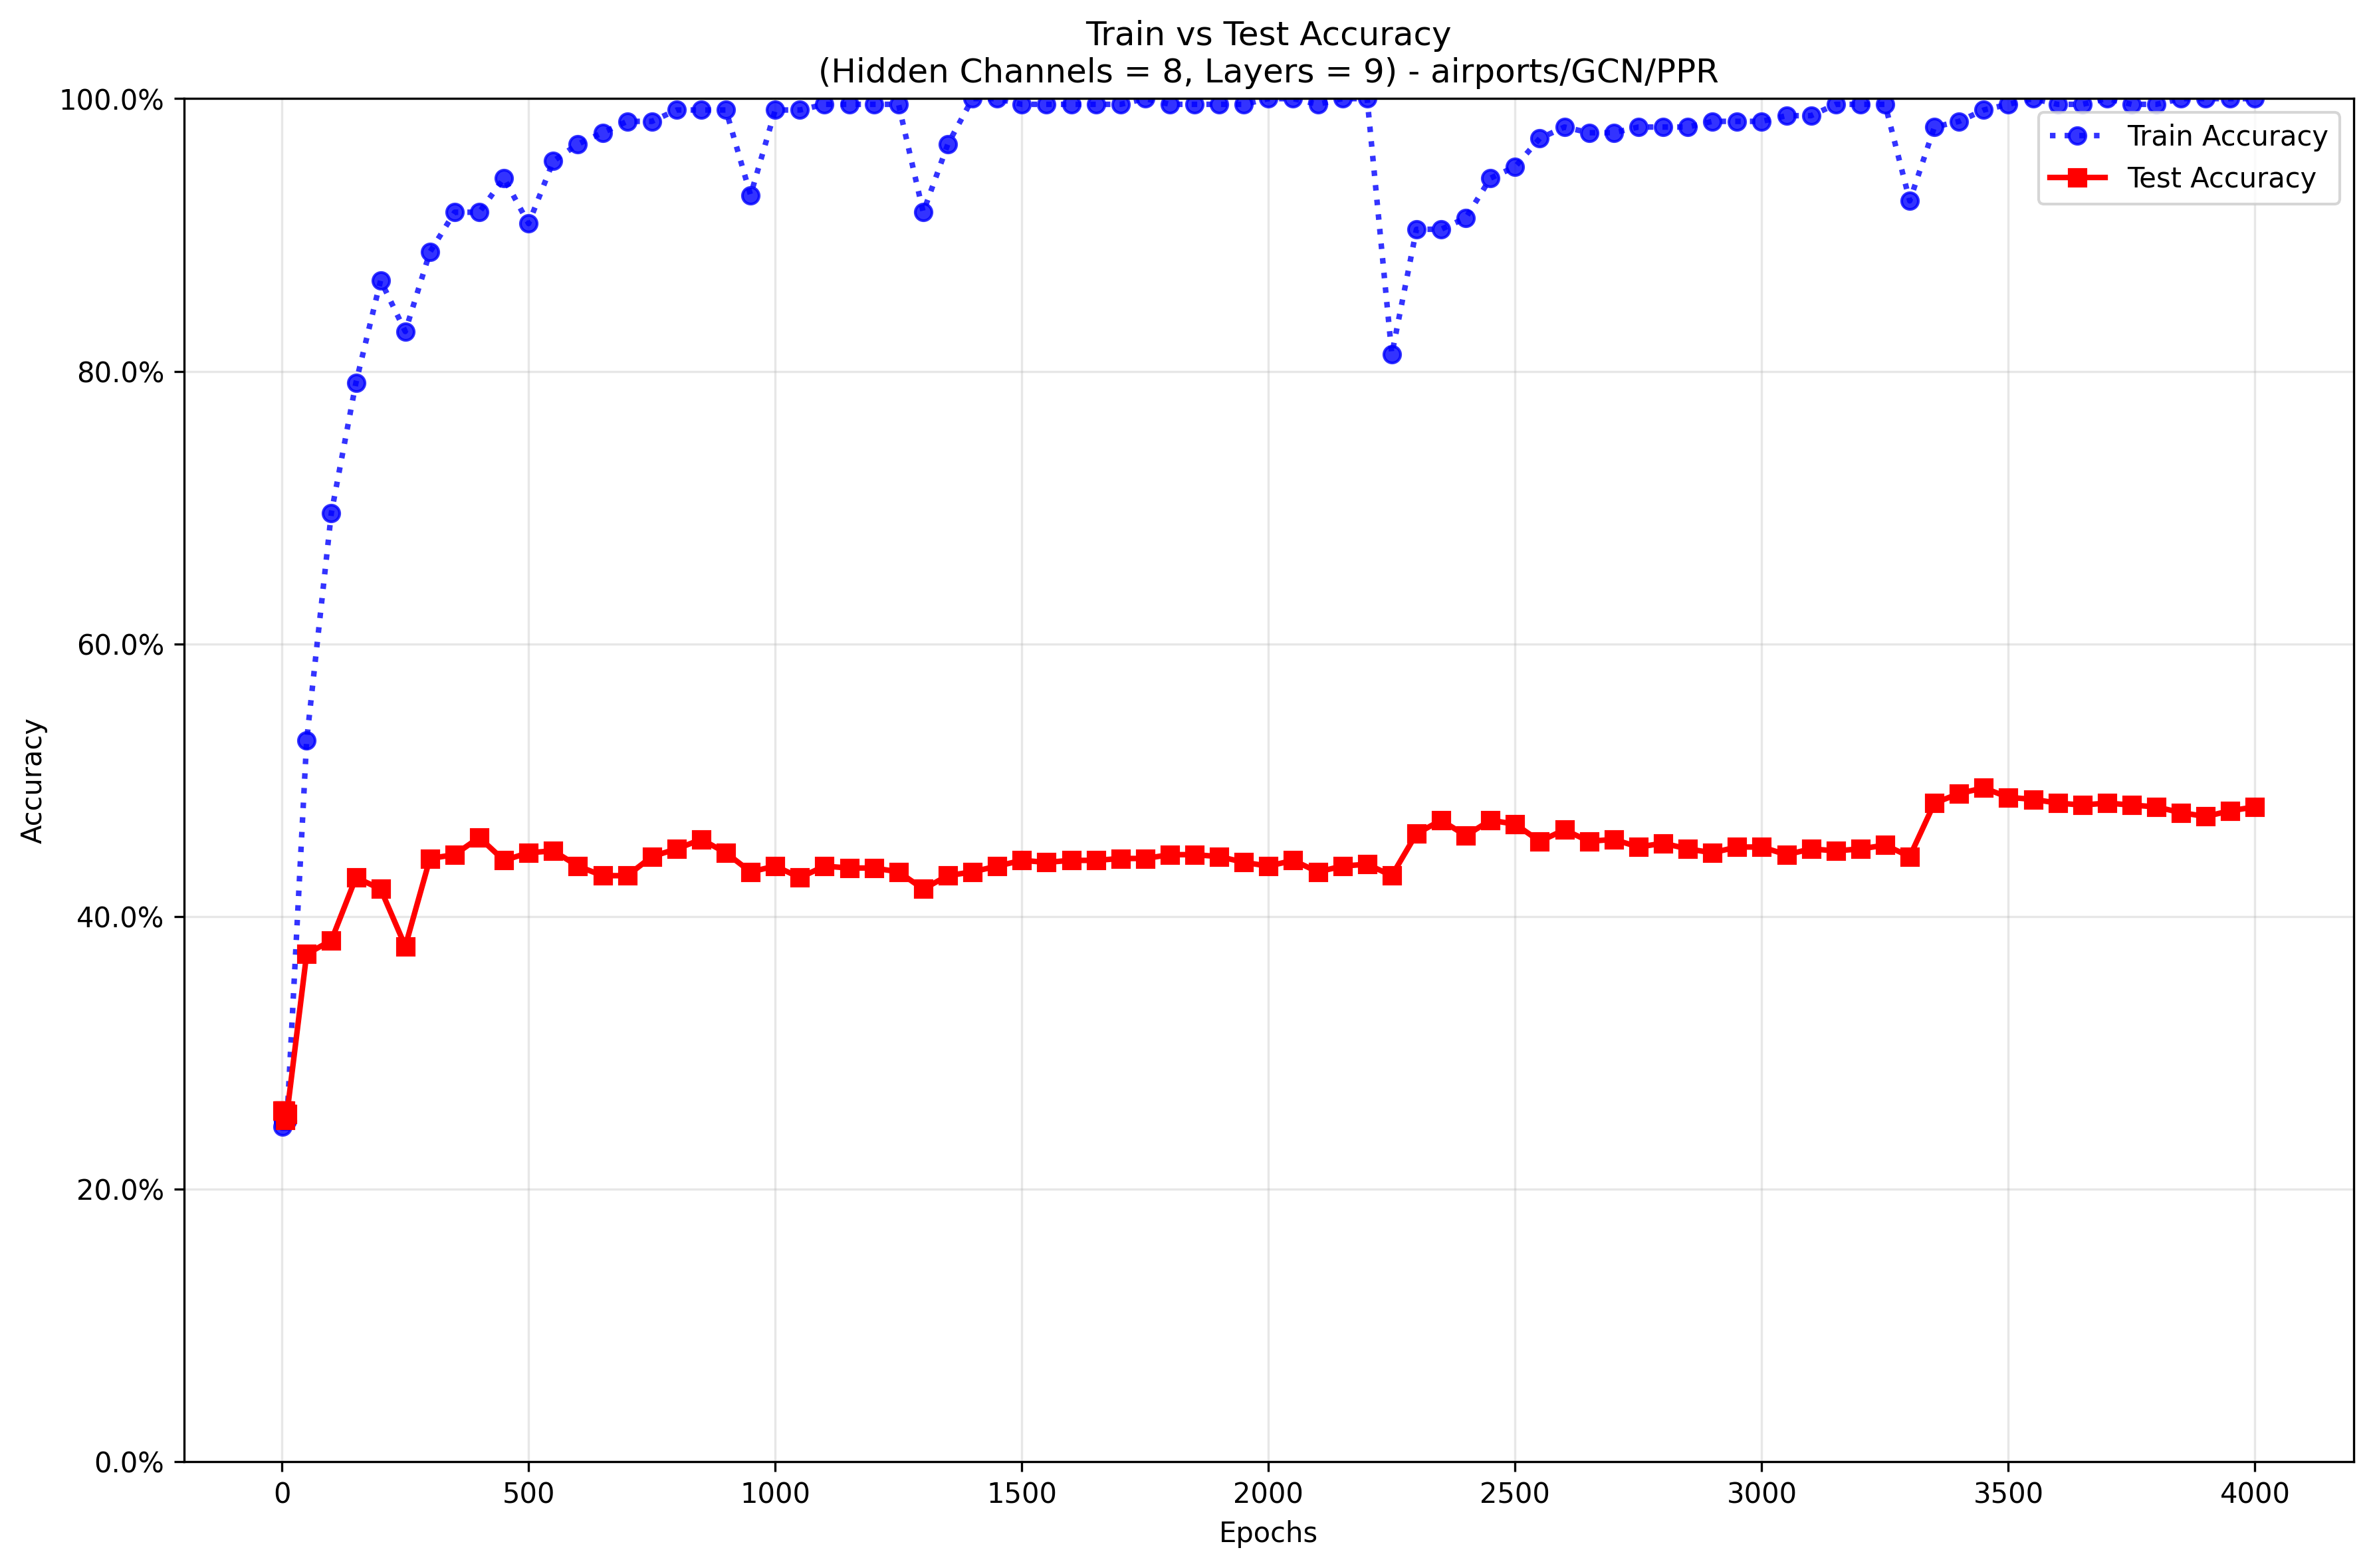 Train vs Test Accuracy
(Hidden Channels = 8, Layers = 9) - airports/GCN/PPR
100.0%
80.0%
60.0%
40.0%
20.0%
0.0%
Accuracy
Train Accuracy
Test Accuracy
0 500 1000 1500 2000 2500 3000 3500 4000
Epochs